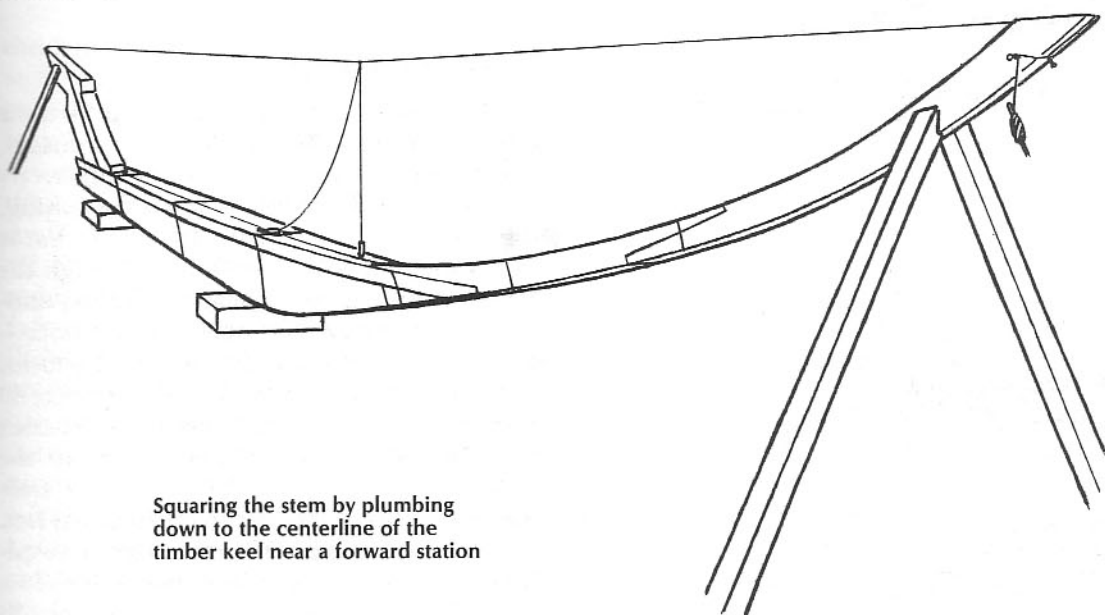 Squaring the stem by plumbing
down to the centerline of the
timber keel near a forward station